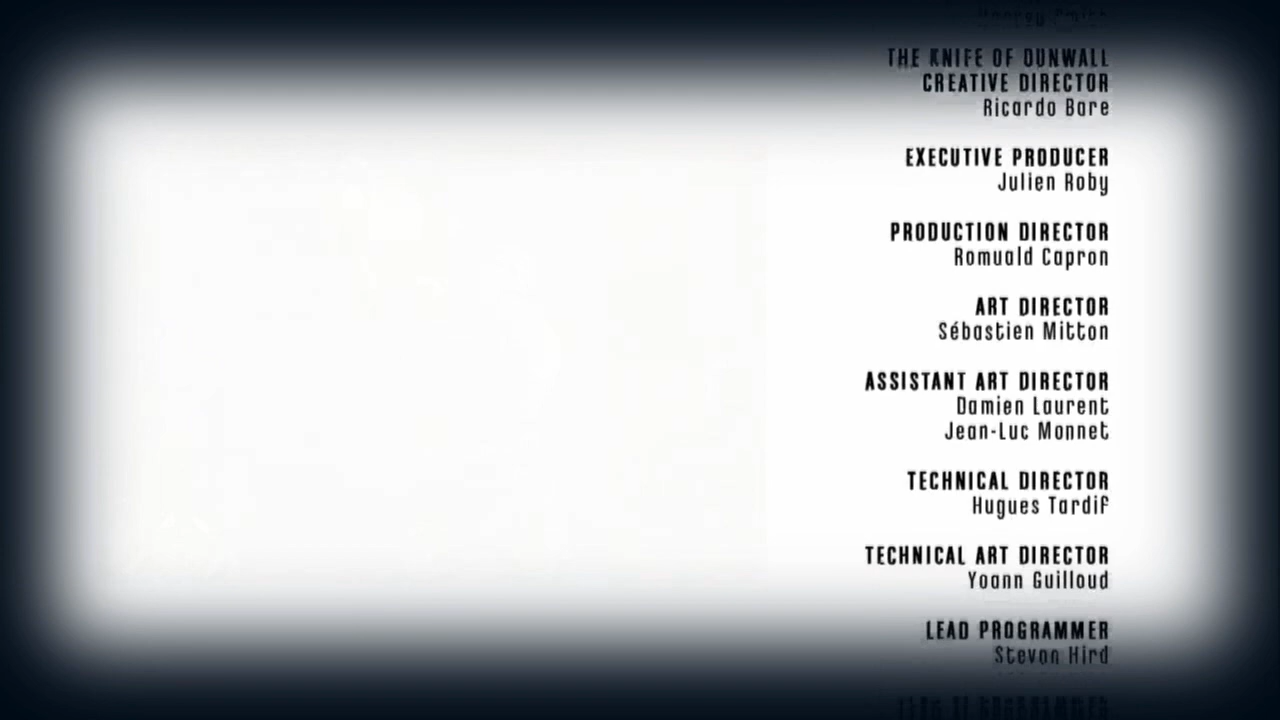 THE KNIFE OF DUNWALL
CREATIVE DIRECTOR
Ricardo Bare
EXECUTIVE PRODUCER
Julien Roby
PRODUCTION DIRECTOR
Romuald Capron
ART DIRECTOR
Sébastien Mitton
ASSISTANT ART DIRECTOR
Damien Laurent
Jean-Luc Monnet
TECHNICAL DIRECTOR
Hugues Tardif
TECHNICAL ART DIRECTOR
Yoann Guilloud
LEAD PROGRAMMER
Stevan Hird